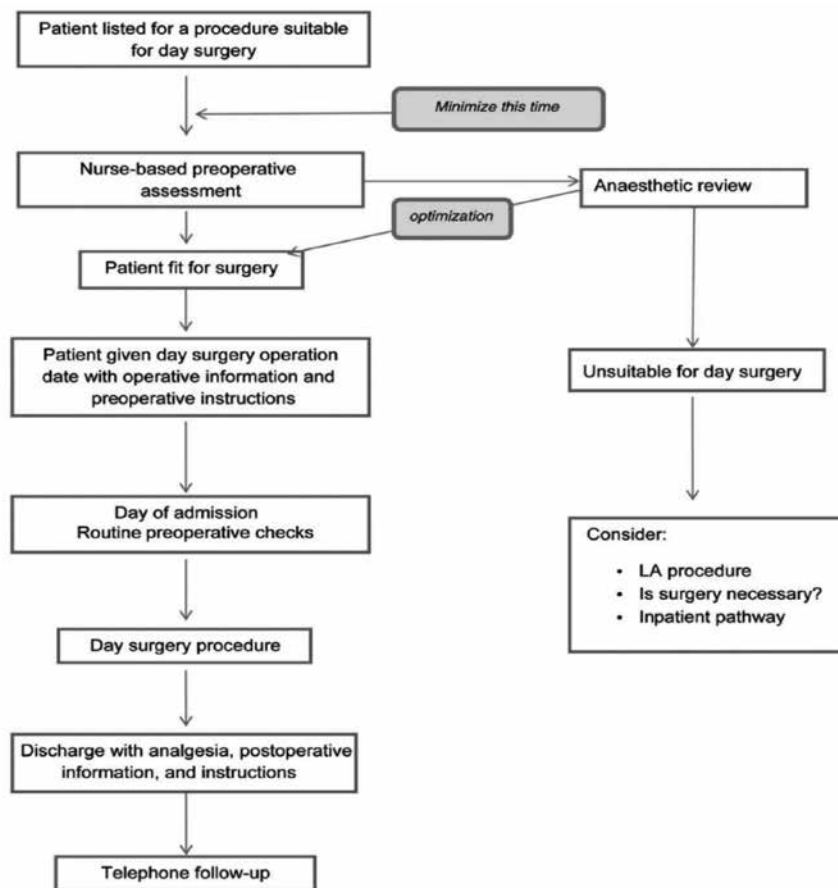 Patient listed for a procedure suitable
for day surgery
Minimize this time
Nurse-based preoperative
assessment
Anaesthetic review
optimization
Patient fit for surgery
Patient given day surgery operation
date with operative information and
preoperative instructions
Unsuitable for day surgery
Day of admission
Routine preoperative checks
Consider:
• LA procedure
• Is surgery necessary?
• Inpatient pathway
Day surgery procedure
Discharge with analgesia, postoperative
information, and instructions
Telephone follow-up